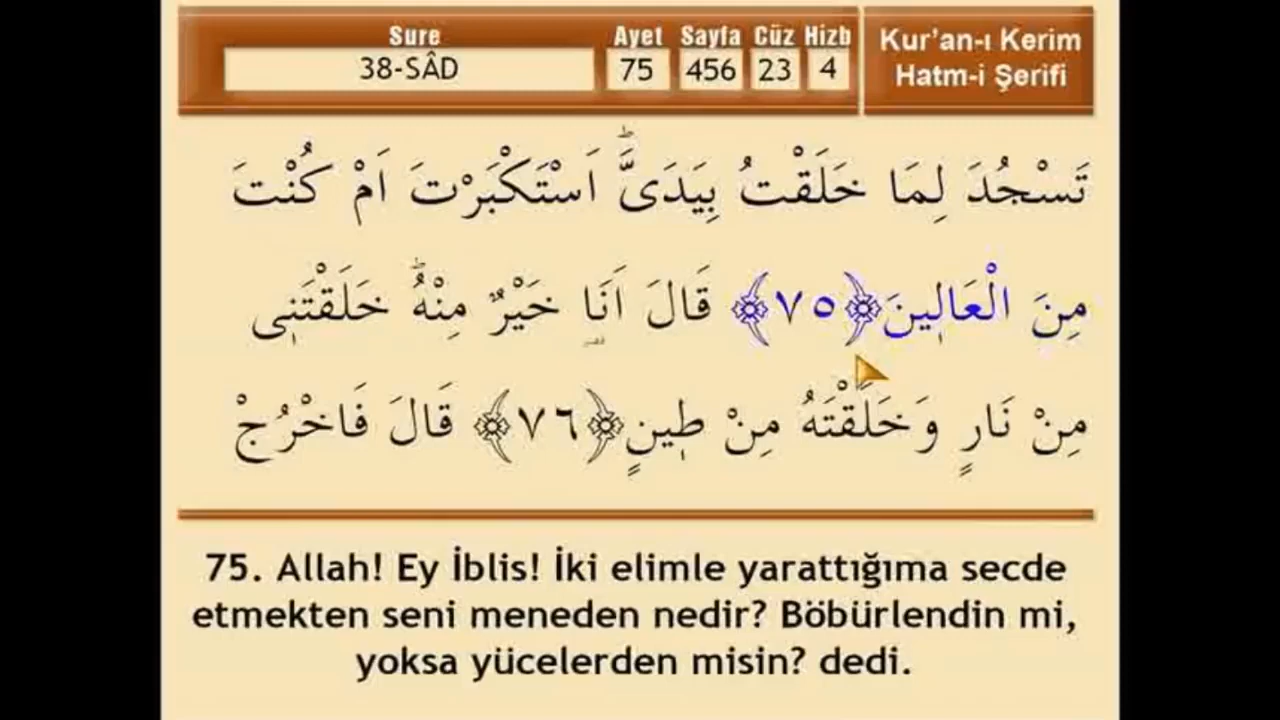 Sure Ayet Sayfa Cüz Hizb
38-SÂD 75 456 23 4
Kur'an-ı Kerim
Hatm-i Şerifi
تَسْجُدَ لِمَا خَلَقْتُ بِيَدَىَّۜ اَسْتَكْبَرْتَ اَمْ كُنْتَ
مِنَ الْعَالٖينَ﴿٧٥﴾ قَالَ اَنَا۬ خَيْرٌ مِنْهُۜ خَلَقْتَنٖى
مِنْ نَارٍ وَخَلَقْتَهُ مِنْ طٖينٍ﴿٧٦﴾ قَالَ فَاخْرُجْ
75. Allah! Ey İblis! İki elimle yarattığıma secde
etmekten seni meneden nedir? Böbürlendin mi,
yoksa yücelerden misin? dedi.